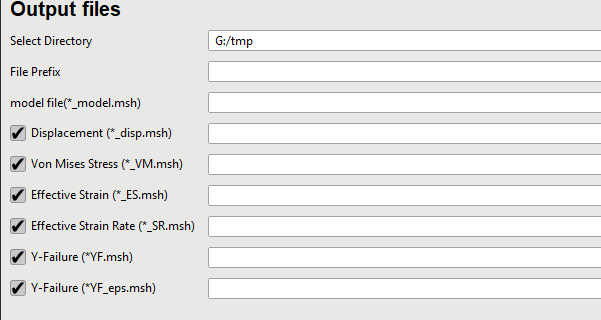 Output files
Select Directory G:/tmp
File Prefix
model file(*_model.msh)
Displacement (*_disp.msh)
Von Mises Stress (*_VM.msh)
Effective Strain (*_ES.msh)
Effective Strain Rate (*_SR.msh)
Y-Failure (*YF.msh)
Y-Failure (*YF_eps.msh)